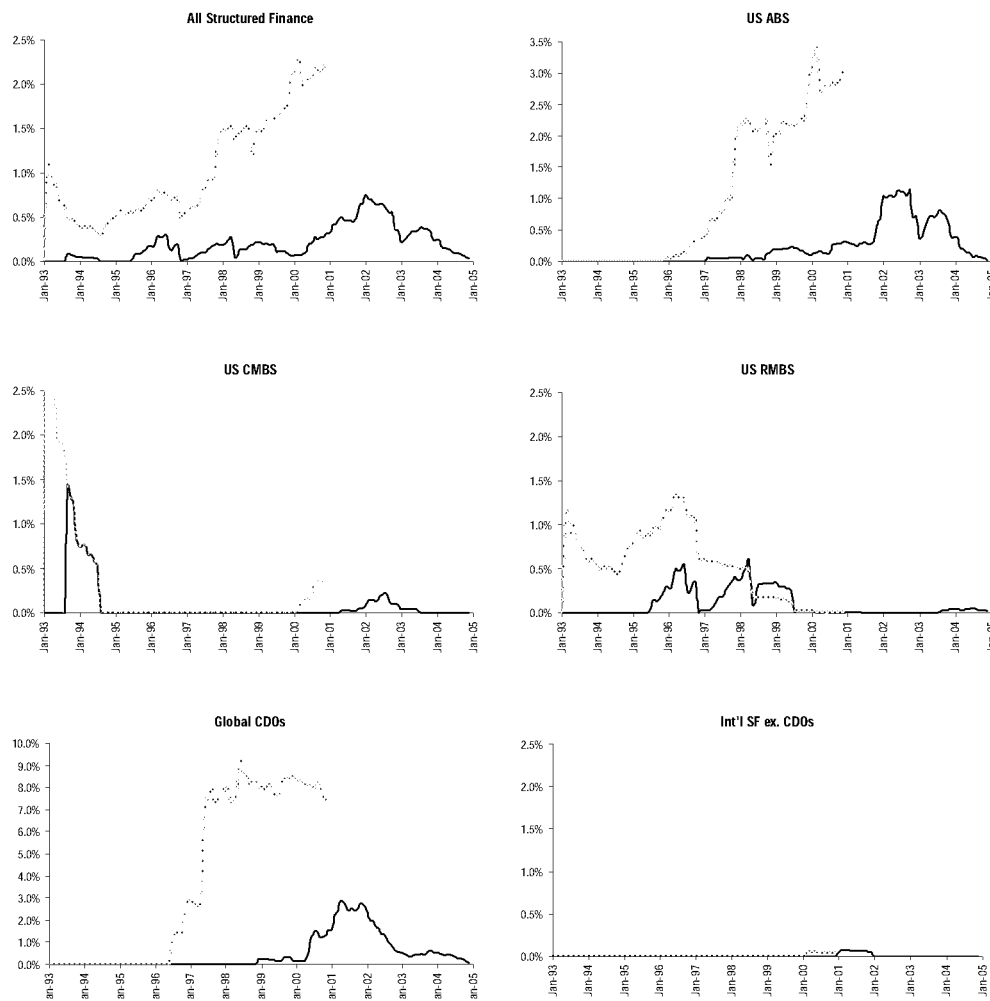 All Structured Finance
2.5%
2.0%
1.5%
1.0%
0.5%
0.0%
Jan-93
Jan-94
Jan-95
Jan-96
Jan-97
Jan-98
Jan-99
Jan-00
Jan-01
Jan-02
Jan-03
Jan-04
Jan-05
US ABS
3.5%
3.0%
2.5%
2.0%
1.5%
1.0%
0.5%
0.0%
Jan-93
Jan-94
Jan-95
Jan-96
Jan-97
Jan-98
Jan-99
Jan-00
Jan-01
Jan-02
Jan-03
Jan-04
US CMBS
2.5%
2.0%
1.5%
1.0%
0.5%
0.0%
Jan-93
Jan-94
Jan-95
Jan-96
Jan-97
Jan-98
Jan-99
Jan-00
Jan-01
Jan-02
Jan-03
Jan-04
Jan-05
US RMBS
2.5%
2.0%
1.5%
1.0%
0.5%
0.0%
Jan-93
Jan-94
Jan-95
Jan-96
Jan-97
Jan-98
Jan-99
Jan-00
Jan-01
Jan-02
Jan-03
Jan-04
Global CDOs
10.0%
9.0%
8.0%
7.0%
6.0%
5.0%
4.0%
3.0%
2.0%
1.0%
0.0%
Jan-93
Jan-94
Jan-95
Jan-96
Jan-97
Jan-98
Jan-99
Jan-00
Jan-01
Jan-02
Jan-03
Jan-04
Jan-05
Int'l SF ex. CDOs
2.5%
2.0%
1.5%
1.0%
0.5%
0.0%
Jan-93
Jan-94
Jan-95
Jan-96
Jan-97
Jan-98
Jan-99
Jan-00
Jan-01
Jan-02
Jan-03
Jan-04
Jan-05